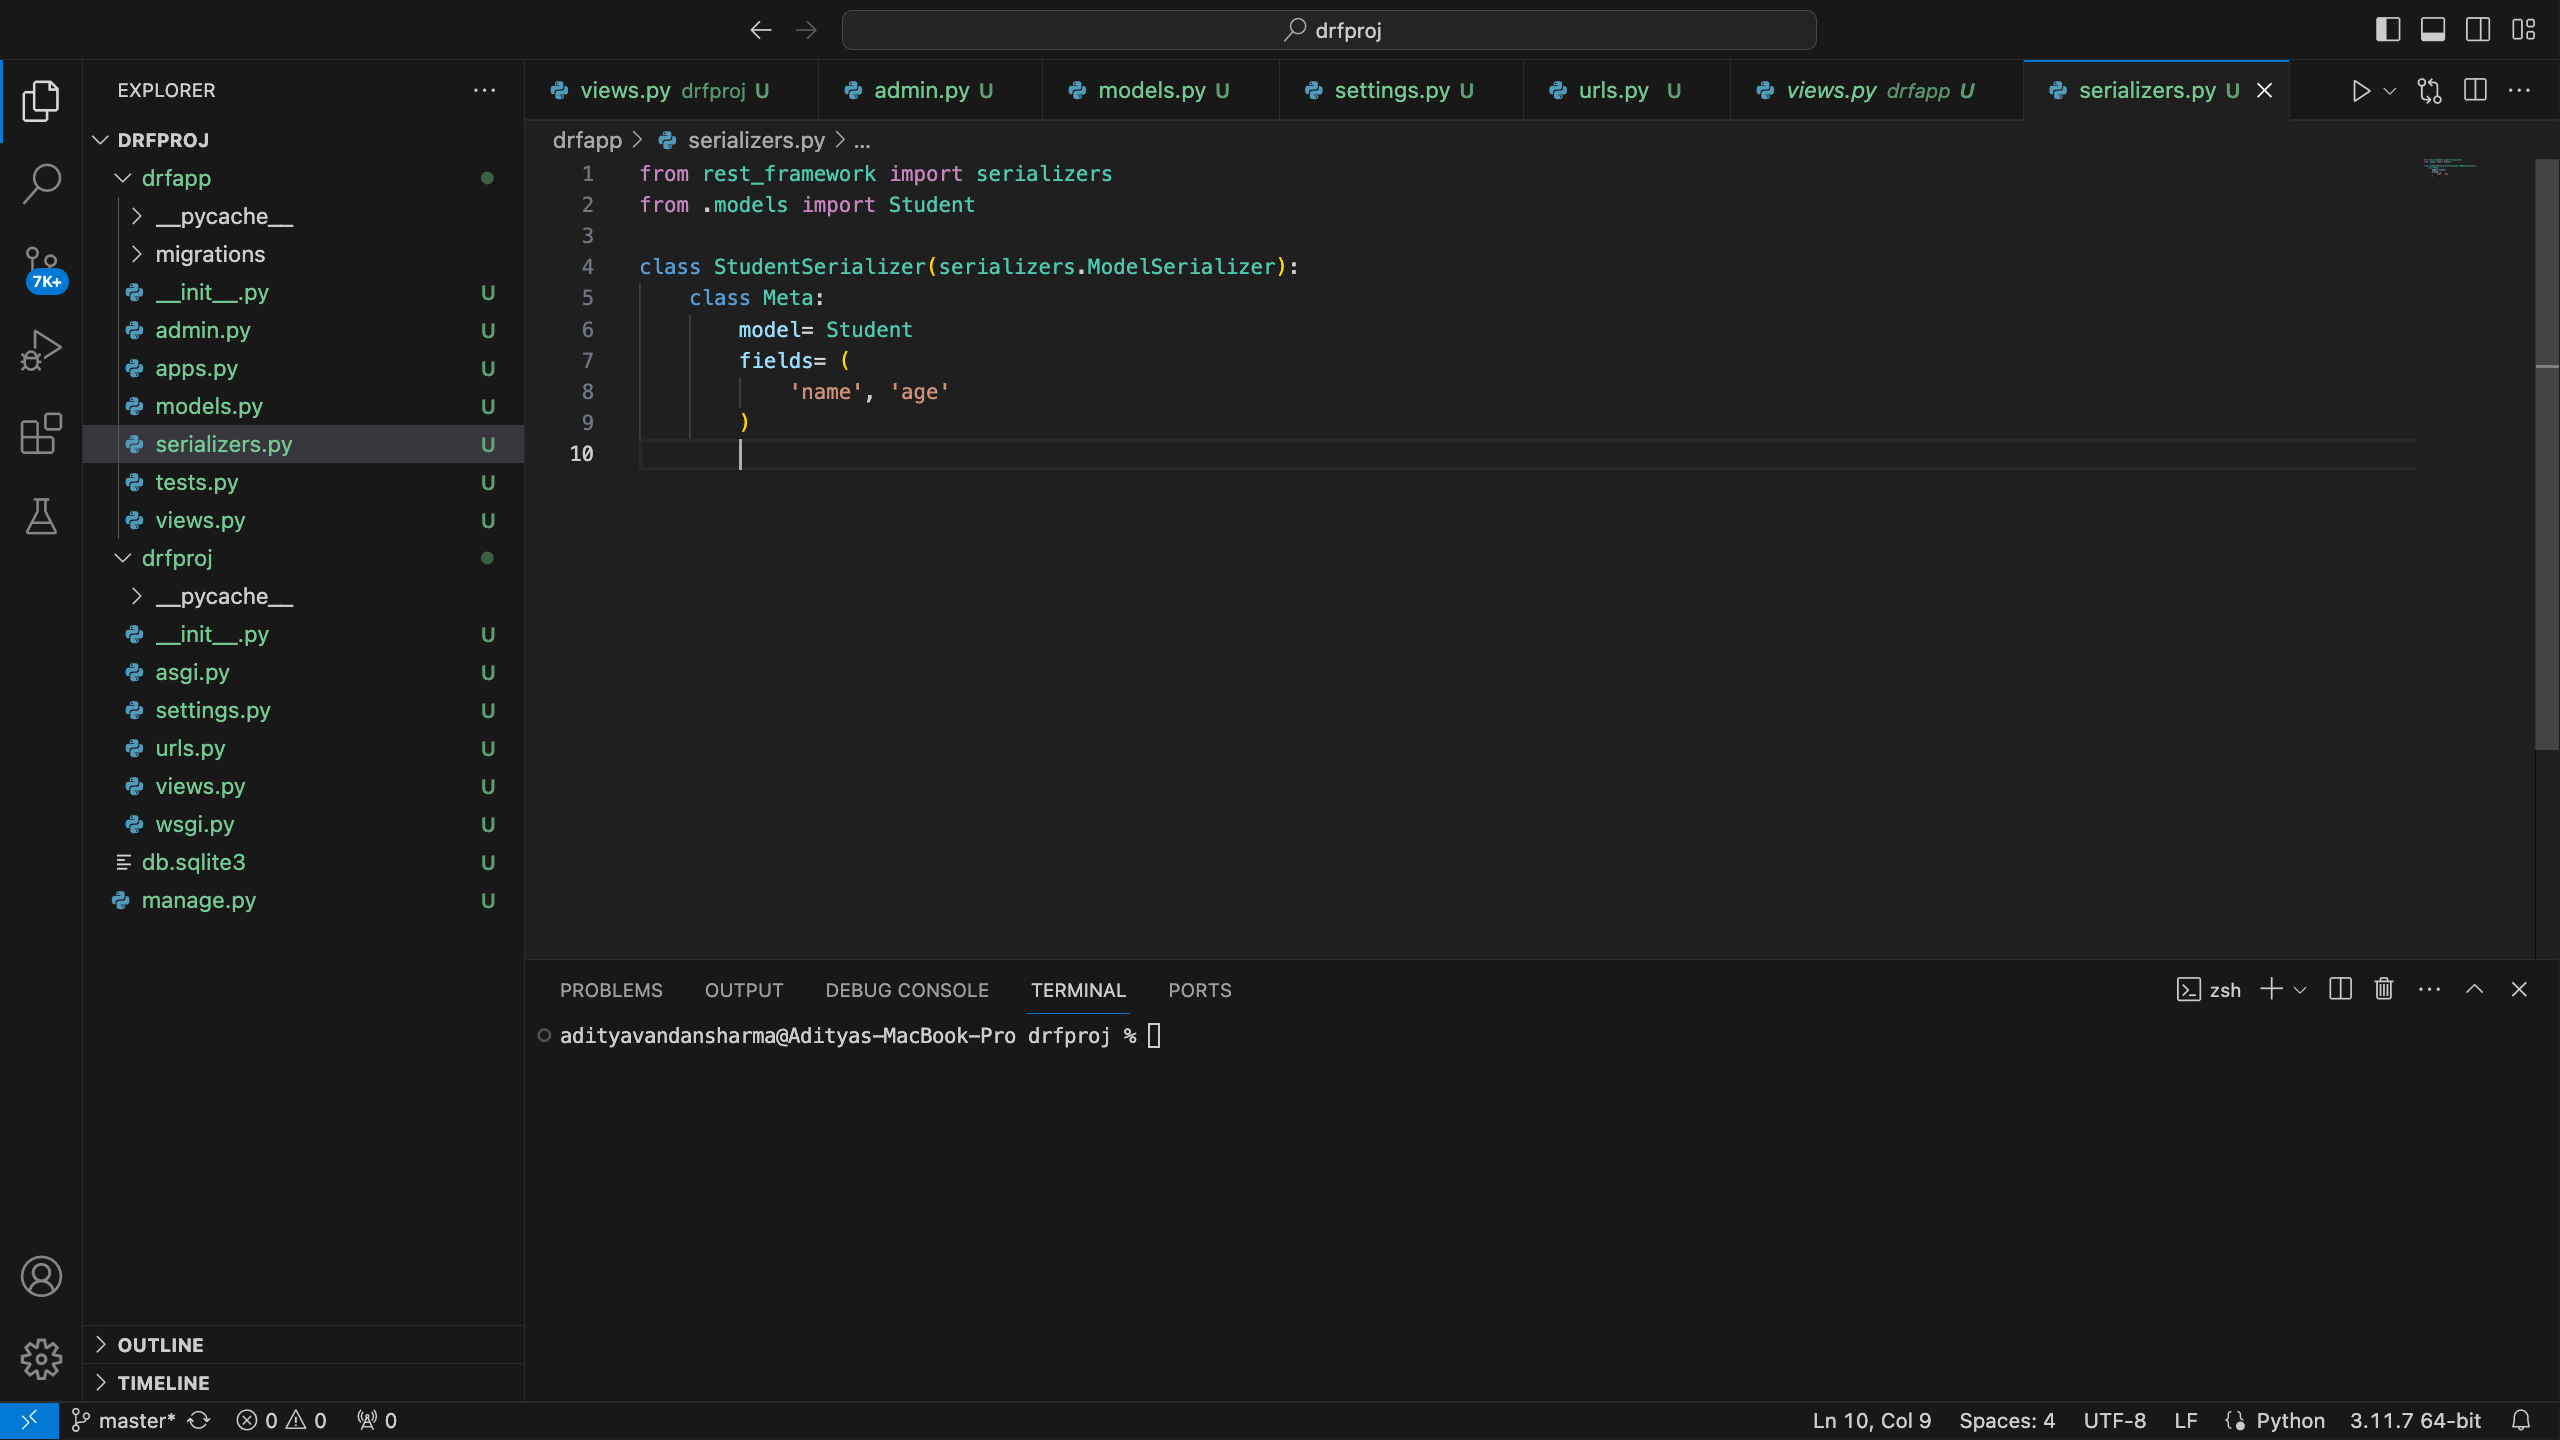 drfproj
EXPLORER
DRFPROJ
drfapp
__pycache__
migrations
__init__.py U
admin.py U
apps.py U
models.py U
serializers.py U
tests.py U
views.py U
drfproj
__pycache__
__init__.py U
asgi.py U
settings.py U
urls.py U
views.py U
wsgi.py U
db.sqlite3 U
manage.py U
OUTLINE
TIMELINE
7K+
views.py drfproj U admin.py U models.py U settings.py U urls.py U views.py drfapp U serializers.py U
drfapp > serializers.py > ...
1 from rest_framework import serializers
2 from .models import Student
3
4 class StudentSerializer(serializers.ModelSerializer):
5 class Meta:
6 model= Student
7 fields= (
8 'name', 'age'
9 )
10
PROBLEMS OUTPUT DEBUG CONSOLE TERMINAL PORTS zsh
adityavandansharma@Adityas-MacBook-Pro drfproj %
master* 0 0 0 Ln 10, Col 9 Spaces: 4 UTF-8 LF Python 3.11.7 64-bit